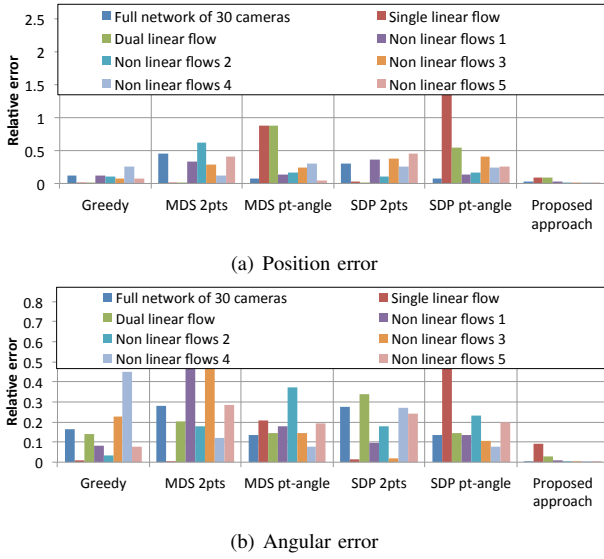 2.5
2
1.5
1
0.5
0
Relative error
Full network of 30 cameras
Single linear flow
Dual linear flow
Non linear flows 1
Non linear flows 2
Non linear flows 3
Non linear flows 4
Non linear flows 5
Greedy
MDS 2pts
MDS pt-angle
SDP 2pts
SDP pt-angle
Proposed
approach
(a) Position error
0.8
0.7
0.6
0.5
0.4
0.3
0.2
0.1
0
Relative error
Full network of 30 cameras
Single linear flow
Dual linear flow
Non linear flows 1
Non linear flows 2
Non linear flows 3
Non linear flows 4
Non linear flows 5
Greedy
MDS 2pts
MDS pt-angle
SDP 2pts
SDP pt-angle
Proposed
approach
(b) Angular error